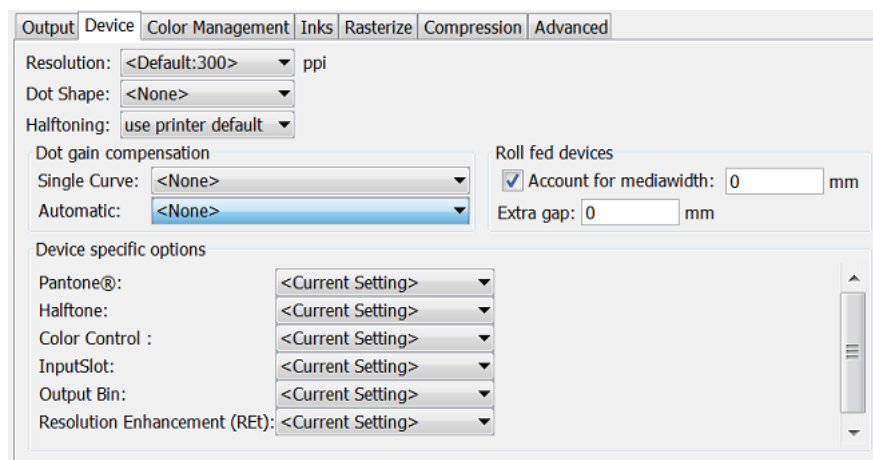 Output Device Color Management Inks Rasterize Compression Advanced
Resolution: <Default:300> ppi
Dot Shape: <None>
Halftoning: use printer default
Dot gain compensation
Single Curve: <None>
Automatic: <None>
Roll fed devices
Account for mediawidth: 0 mm
Extra gap: 0 mm
Device specific options
Pantone®: <Current Setting>
Halftone: <Current Setting>
Color Control : <Current Setting>
InputSlot: <Current Setting>
Output Bin: <Current Setting>
Resolution Enhancement (REt): <Current Setting>